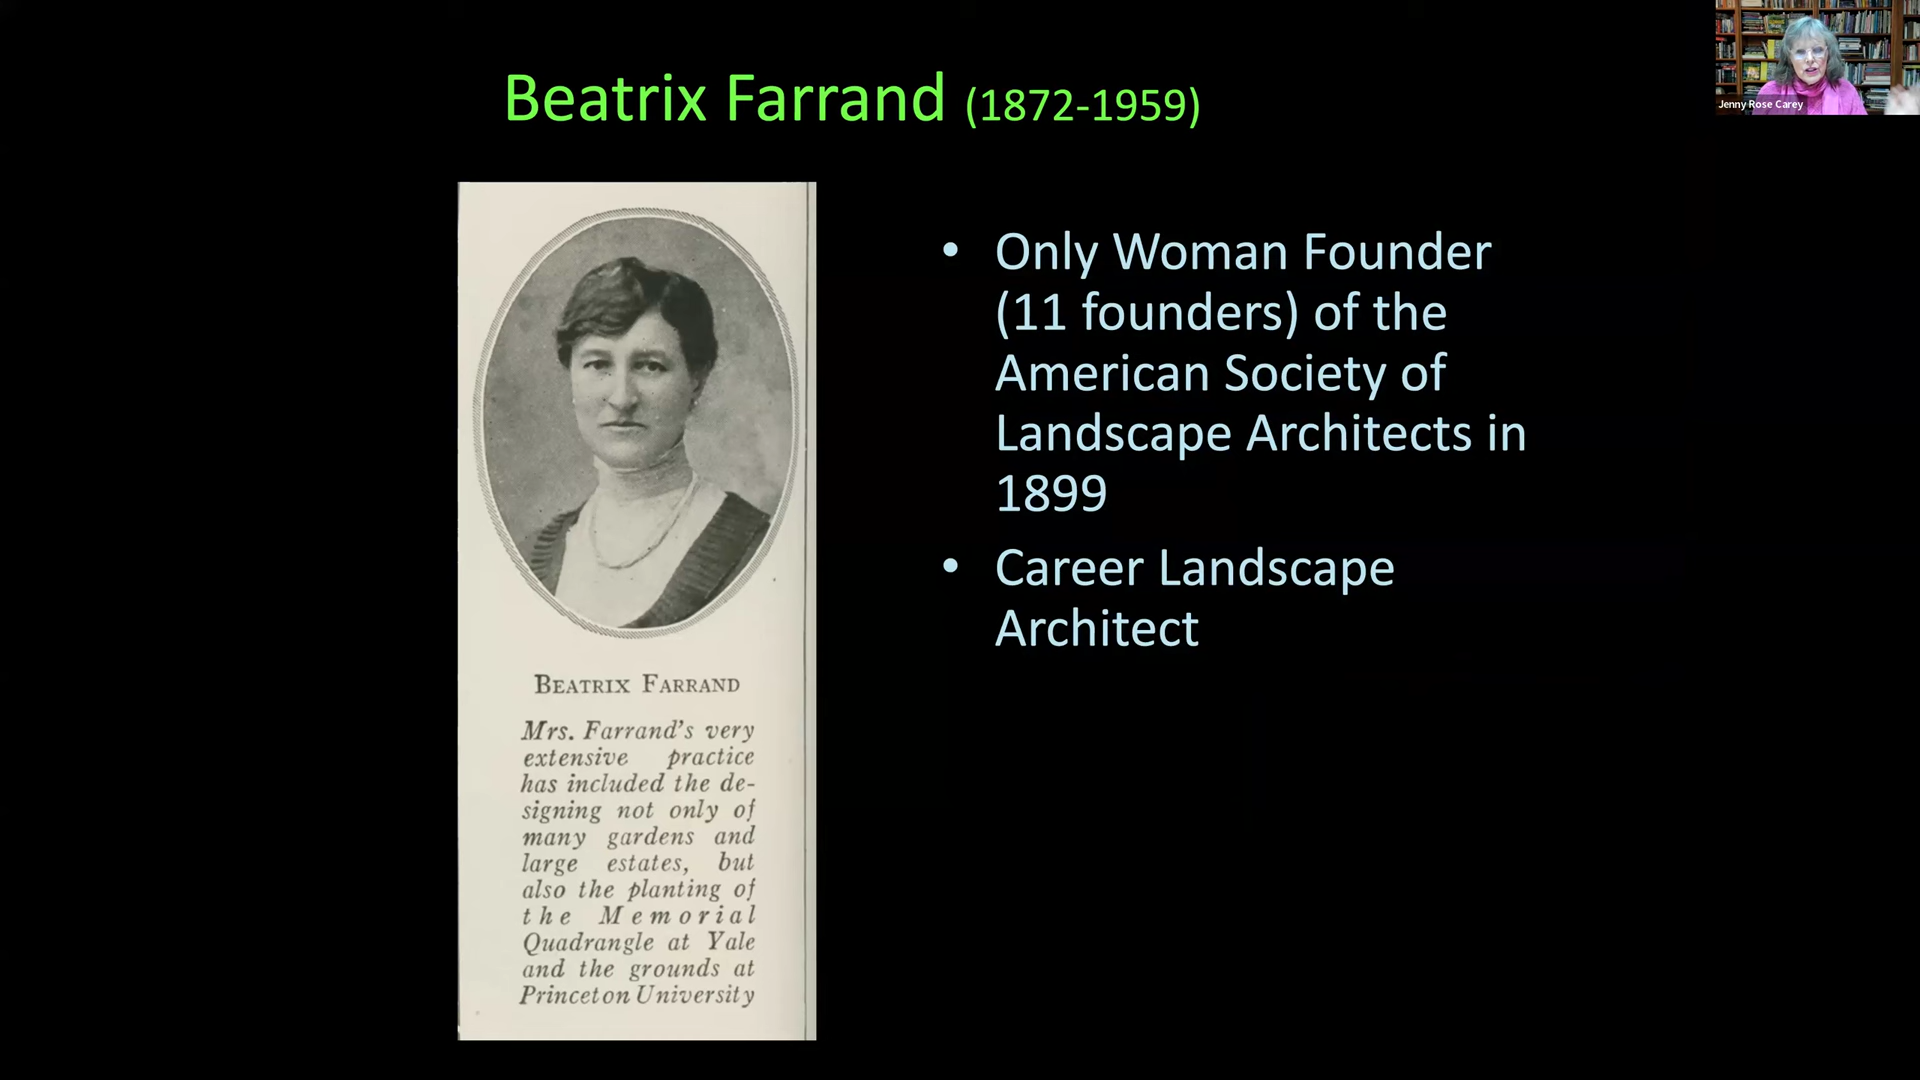 Beatrix Farrand (1872-1959)
Jenny Rose Carey
• Only Woman Founder
(11 founders) of the
American Society of
Landscape Architects in
1899
• Career Landscape
Architect
BEATRIX FARRAND
Mrs. Farrand's very
extensive practice
has included the de-
signing not only of
many gardens and
large estates, but
also the planting of
the Memorial
Quadrangle at Yale
and the grounds at
Princeton University